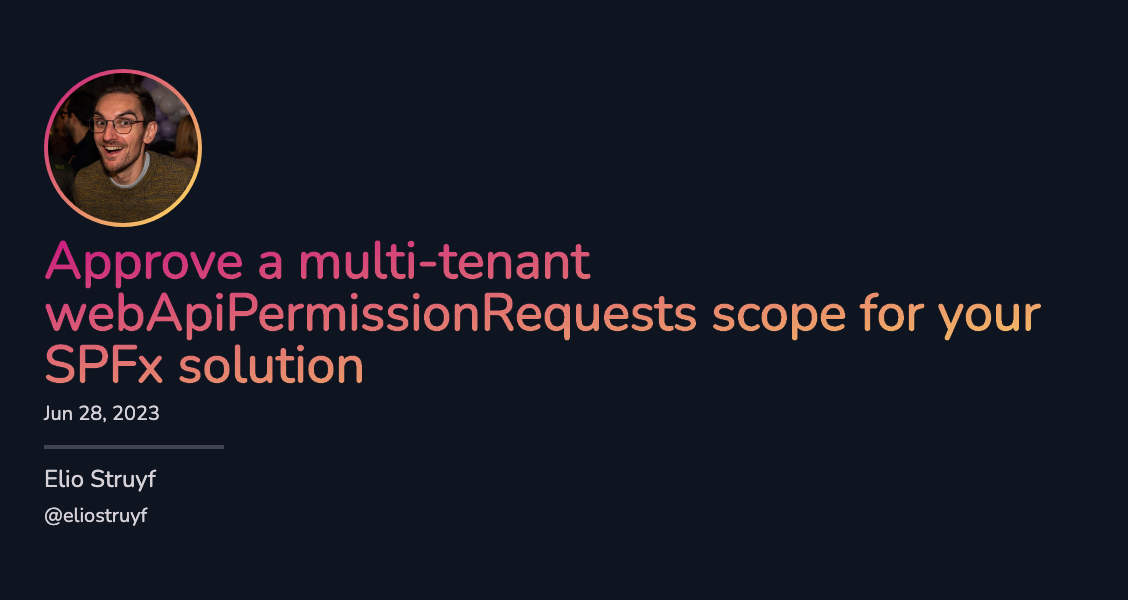 Approve a multi-tenant
webApiPermissionRequests scope for your
SPFx solution
Jun 28, 2023
Elio Struyf
@eliostruyf